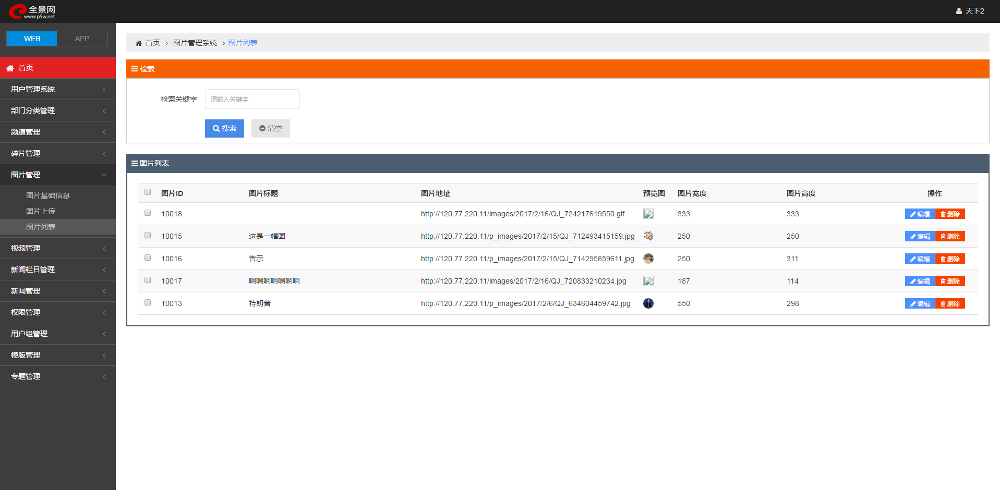 全景网
www.p5w.net
天下2
WEB APP
首页
用户管理系统
部门分类管理
频道管理
碎片管理
图片管理
图片基础信息
图片上传
图片列表
视频管理
新闻栏目管理
新闻管理
权限管理
用户组管理
模版管理
专题管理
首页 > 图片管理系统 > 图片列表
检索
检索关键字 请输入关键字
搜索 清空
图片列表
图片ID 图片标题 图片地址 预览图 图片宽度 图片高度 操作
10018 http://120.77.220.11/images/2017/2/16/QJ_724217619550.gif 333 333 编辑 删除
10015 这是一幅图 http://120.77.220.11/p_images/2017/2/15/QJ_712493415159.jpg 250 250 编辑 删除
10016 告示 http://120.77.220.11/p_images/2017/2/15/QJ_714295859611.jpg 250 311 编辑 删除
10017 啊啊啊啊啊啊啊 http://120.77.220.11/images/2017/2/16/QJ_720833210234.jpg 187 114 编辑 删除
10013 特朗普 http://120.77.220.11/p_images/2017/2/6/QJ_634604459742.jpg 550 298 编辑 删除